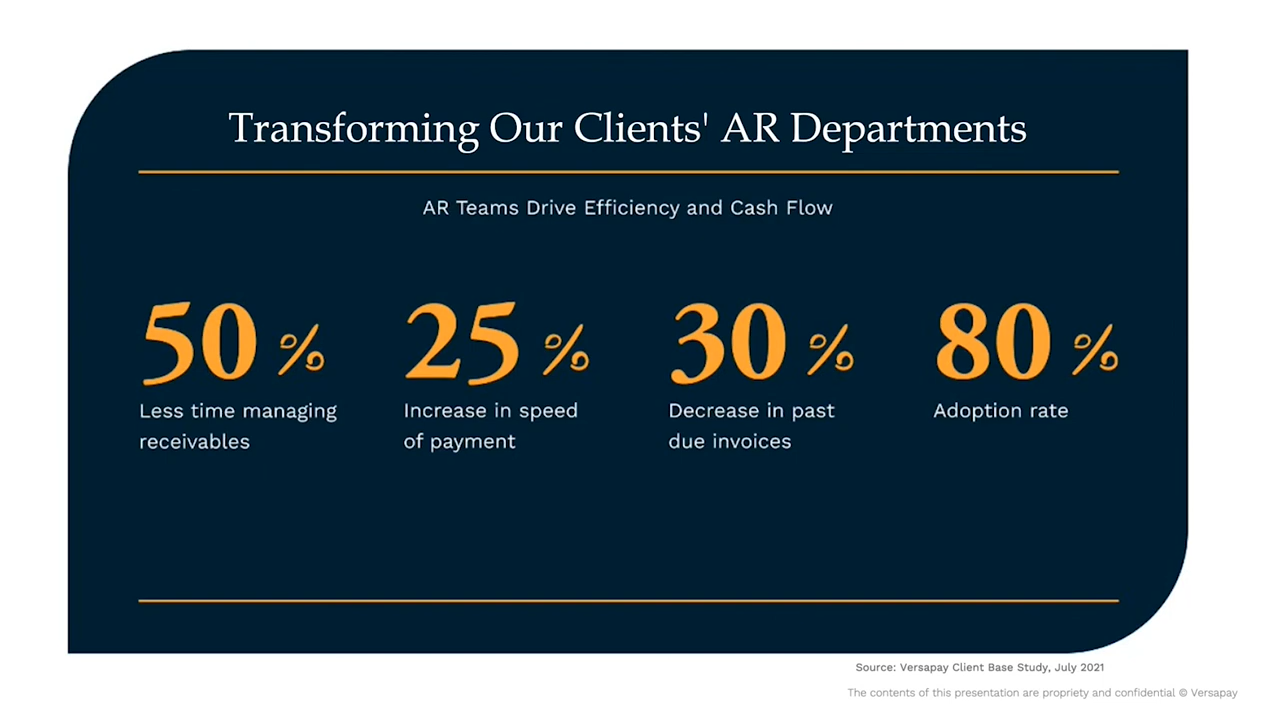 Transforming Our Clients' AR Departments
AR Teams Drive Efficiency and Cash Flow
50 %
Less time managing
receivables
25 %
Increase in speed
of payment
30 %
Decrease in past
due invoices
80 %
Adoption rate
Source: Versapay Client Base Study, July 2021
The contents of this presentation are propriety and confidential © Versapay